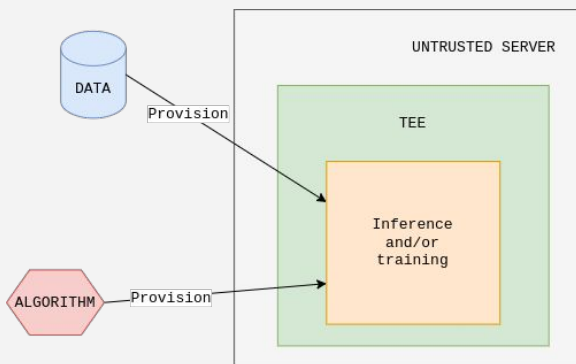 UNTRUSTED SERVER
DATA
Provision
TEE
Inference
and/or
training
ALGORITHM
Provision